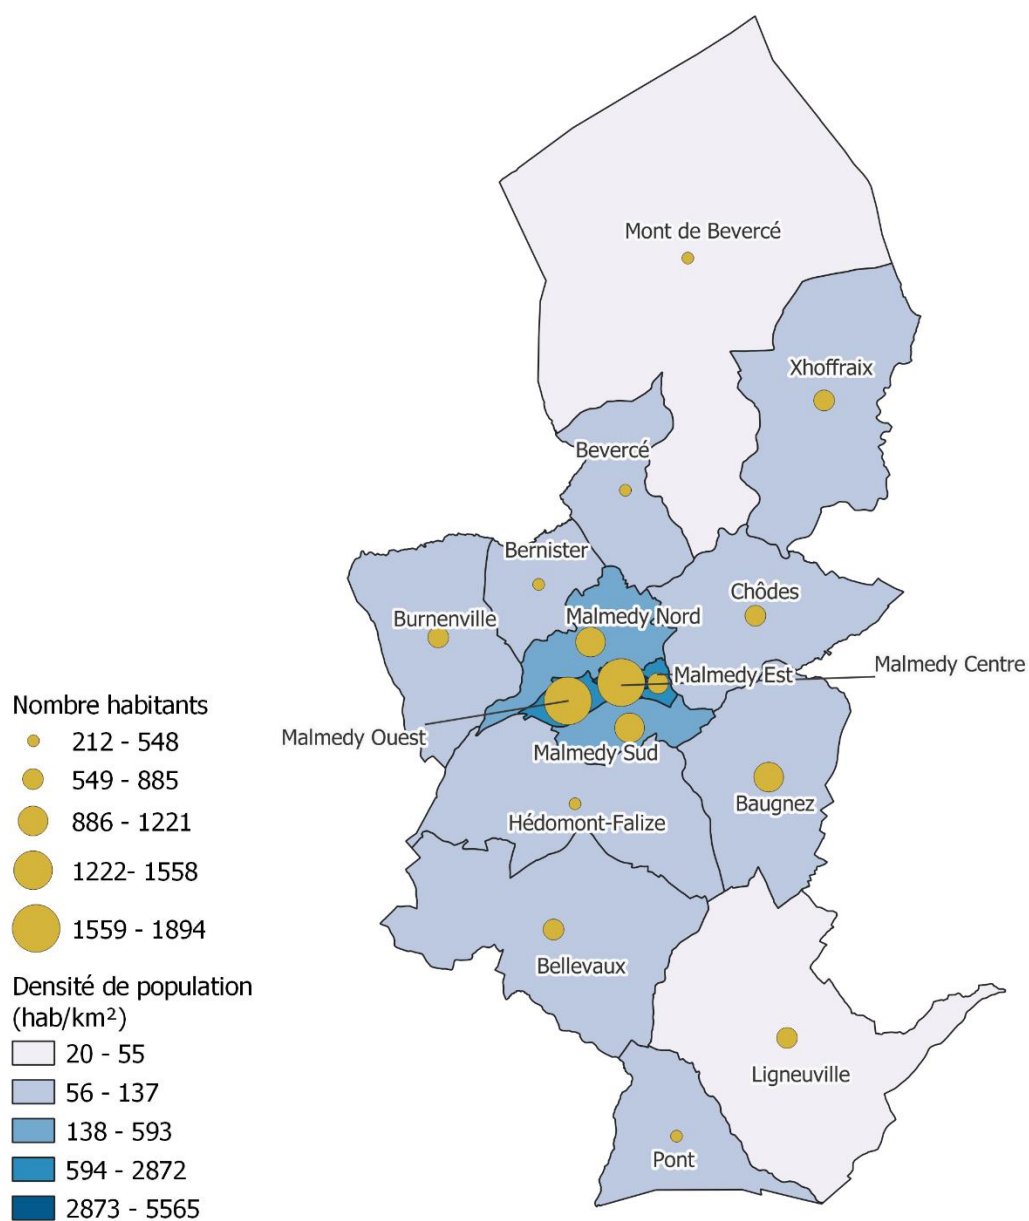 Mont de Bevercé
Xhoffraix
Bevercé
Bernister
Chôdes
Burnenville
Malmedy Nord
Malmedy Centre
Malmedy Est
Malmedy Ouest
Malmedy Sud
Baugnez
Hédomont-Falize
Bellevaux
Ligneuville
Pont
Nombre habitants
212 - 548
549 - 885
886 - 1221
1222- 1558
1559 - 1894
Densité de population
(hab/km²)
20 - 55
56 - 137
138 - 593
594 - 2872
2873 - 5565